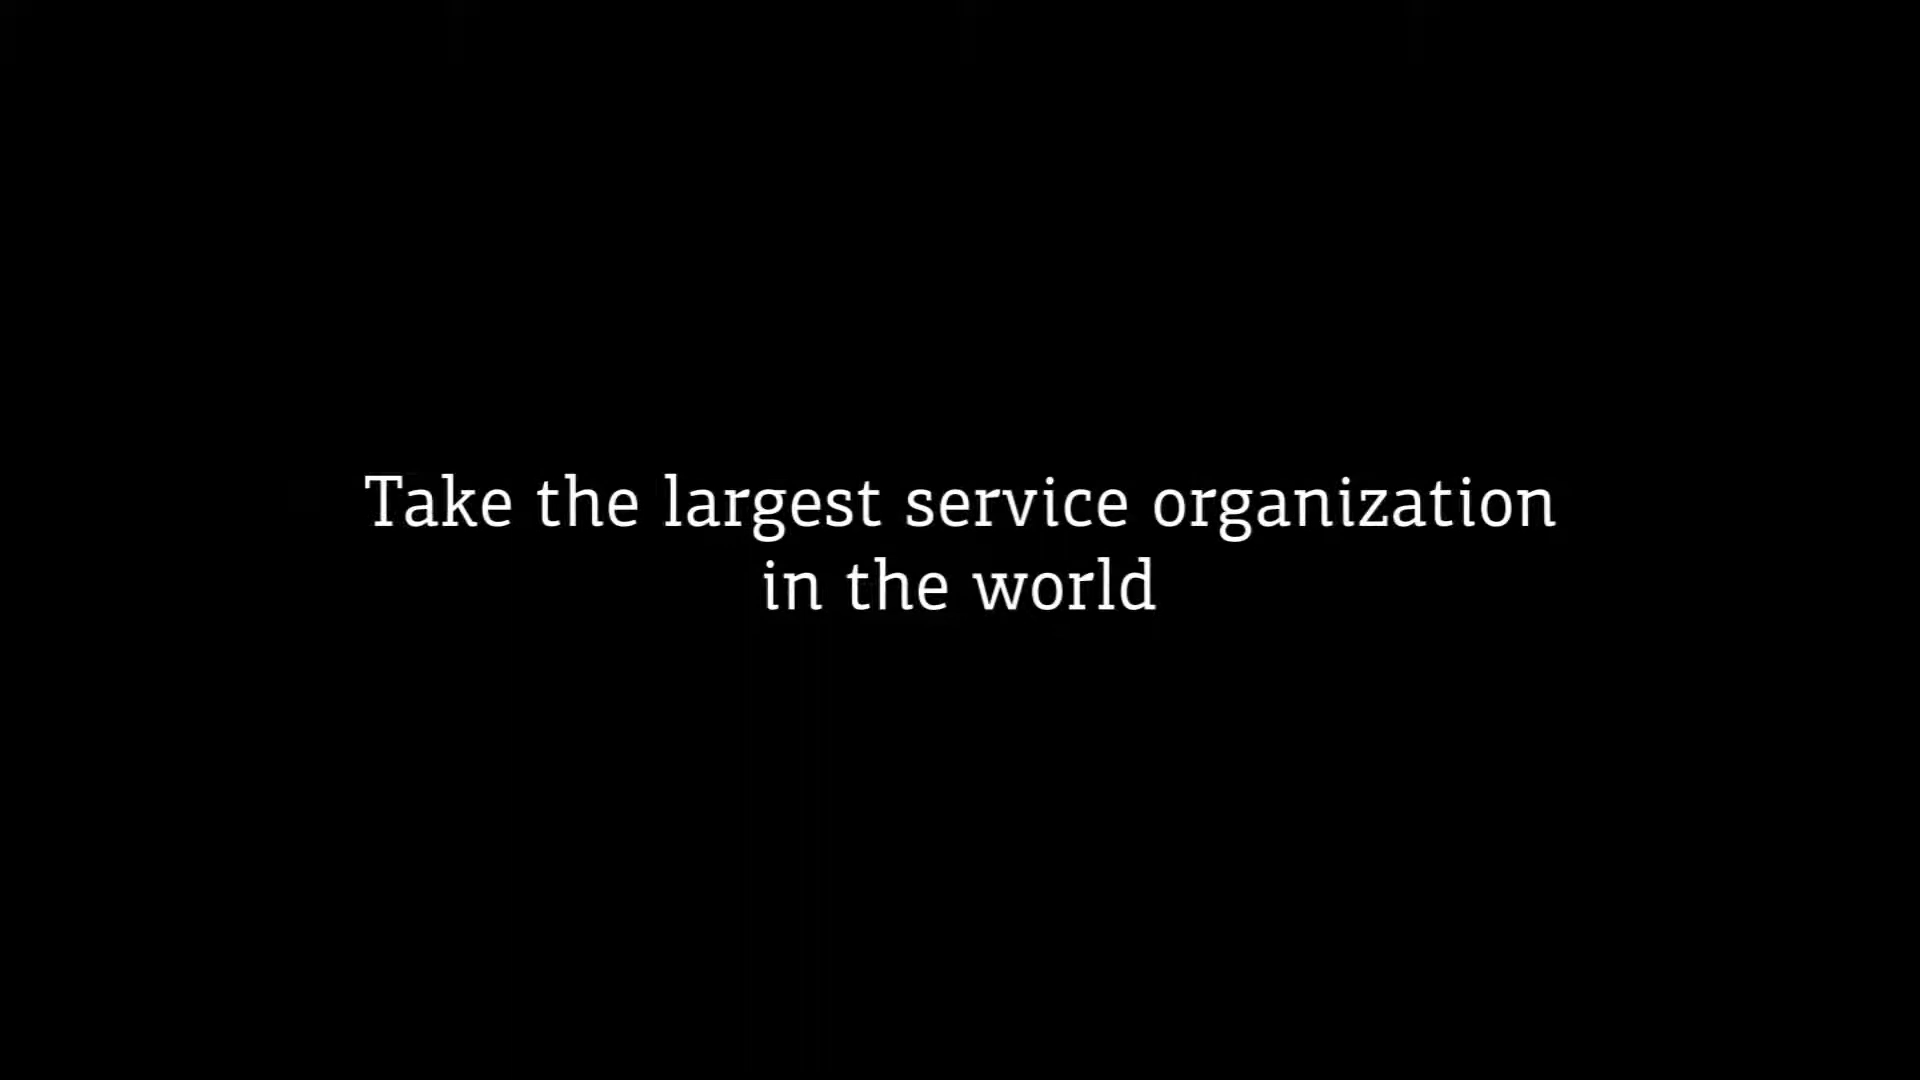 Take the largest service organization
in the world